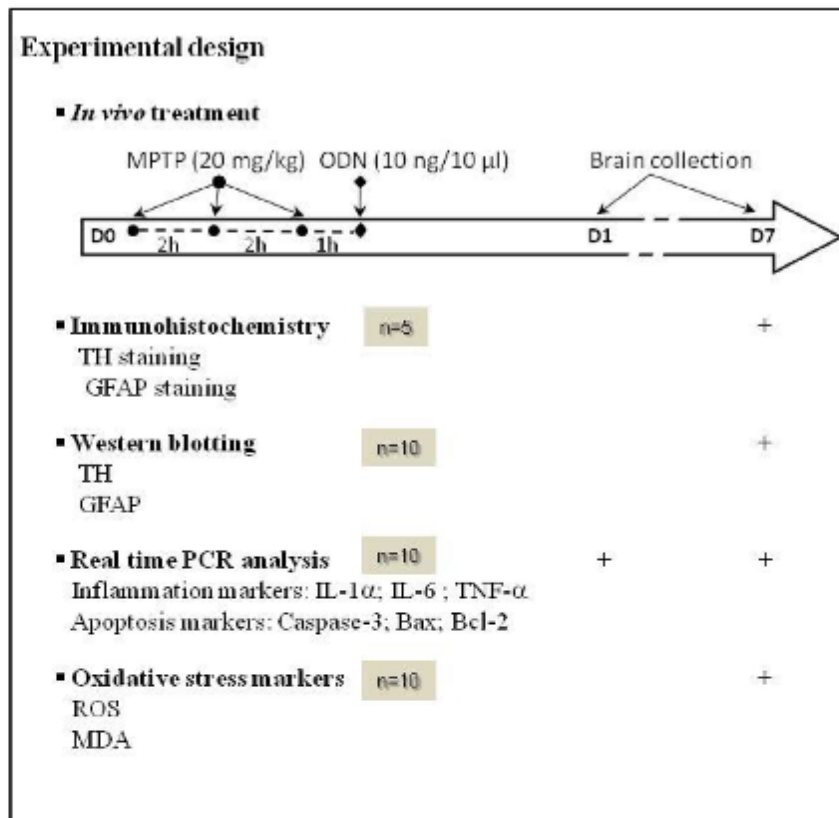 Experimental design
▪ In vivo treatment
MPTP (20 mg/kg) ODN (10 ng/10 µl) Brain collection
D0 2h 2h 1h D1 D7
▪ Immunohistochemistry n=5 +
TH staining
GFAP staining
▪ Western blotting n=10 +
TH
GFAP
▪ Real time PCR analysis n=10 + +
Inflammation markers: IL-1α; IL-6 ; TNF-α
Apoptosis markers: Caspase-3; Bax; Bcl-2
▪ Oxidative stress markers n=10 +
ROS
MDA